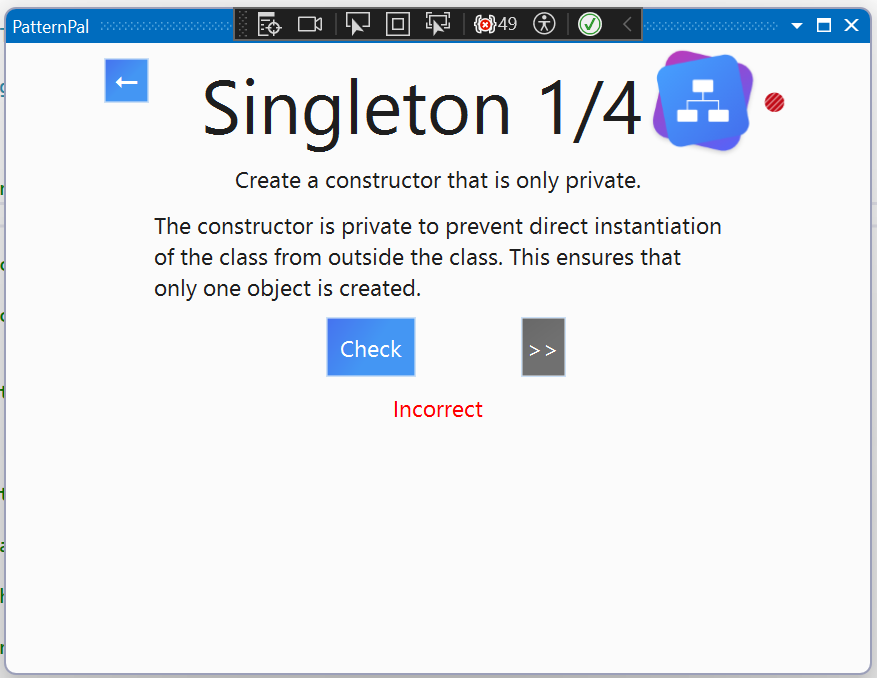 PatternPal
49
Singleton 1/4
Create a constructor that is only private.
The constructor is private to prevent direct instantiation
of the class from outside the class. This ensures that
only one object is created.
Check
>>
Incorrect